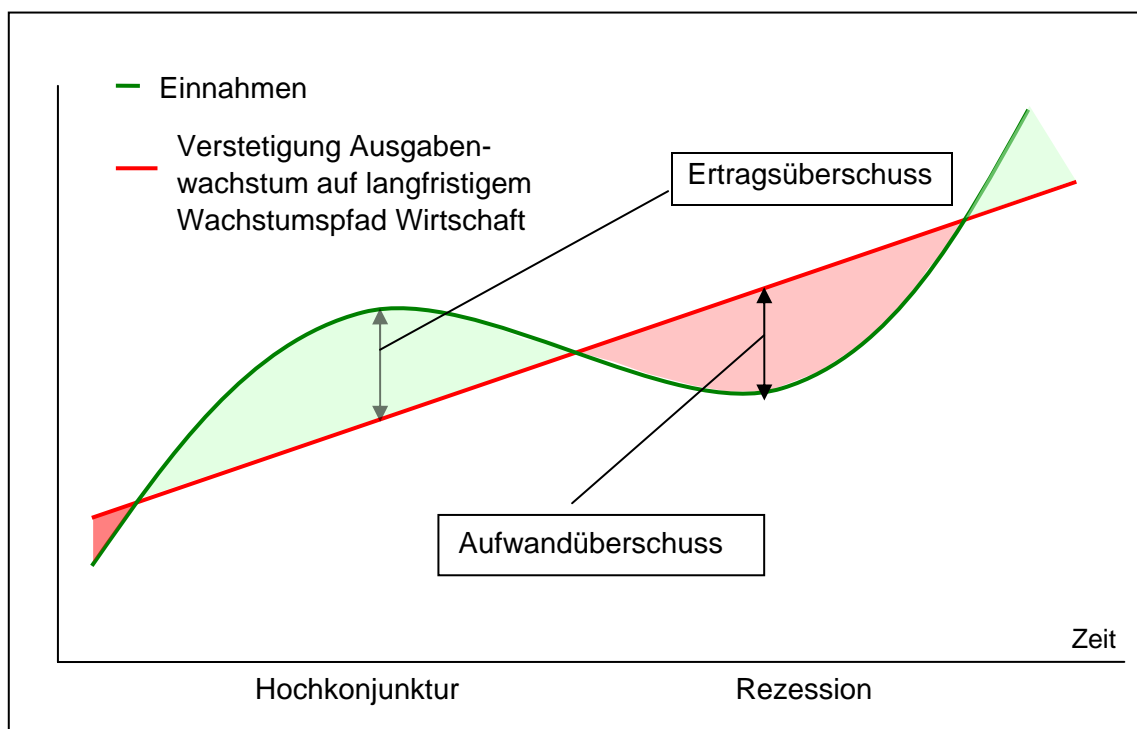 Einnahmen
Verstetigung Ausgaben-
wachstum auf langfristigem
Wachstumspfad Wirtschaft
Ertragsüberschuss
Aufwandüberschuss
Zeit
Hochkonjunktur
Rezession